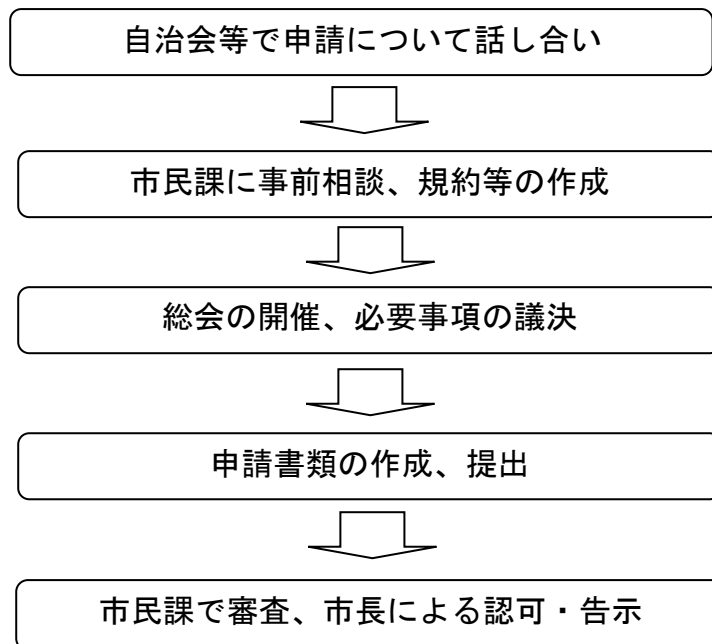 自治会等で申請について話し合い
市民課に事前相談、規約等の作成
総会の開催、必要事項の議決
申請書類の作成、提出
市民課で審査、市長による認可・告示